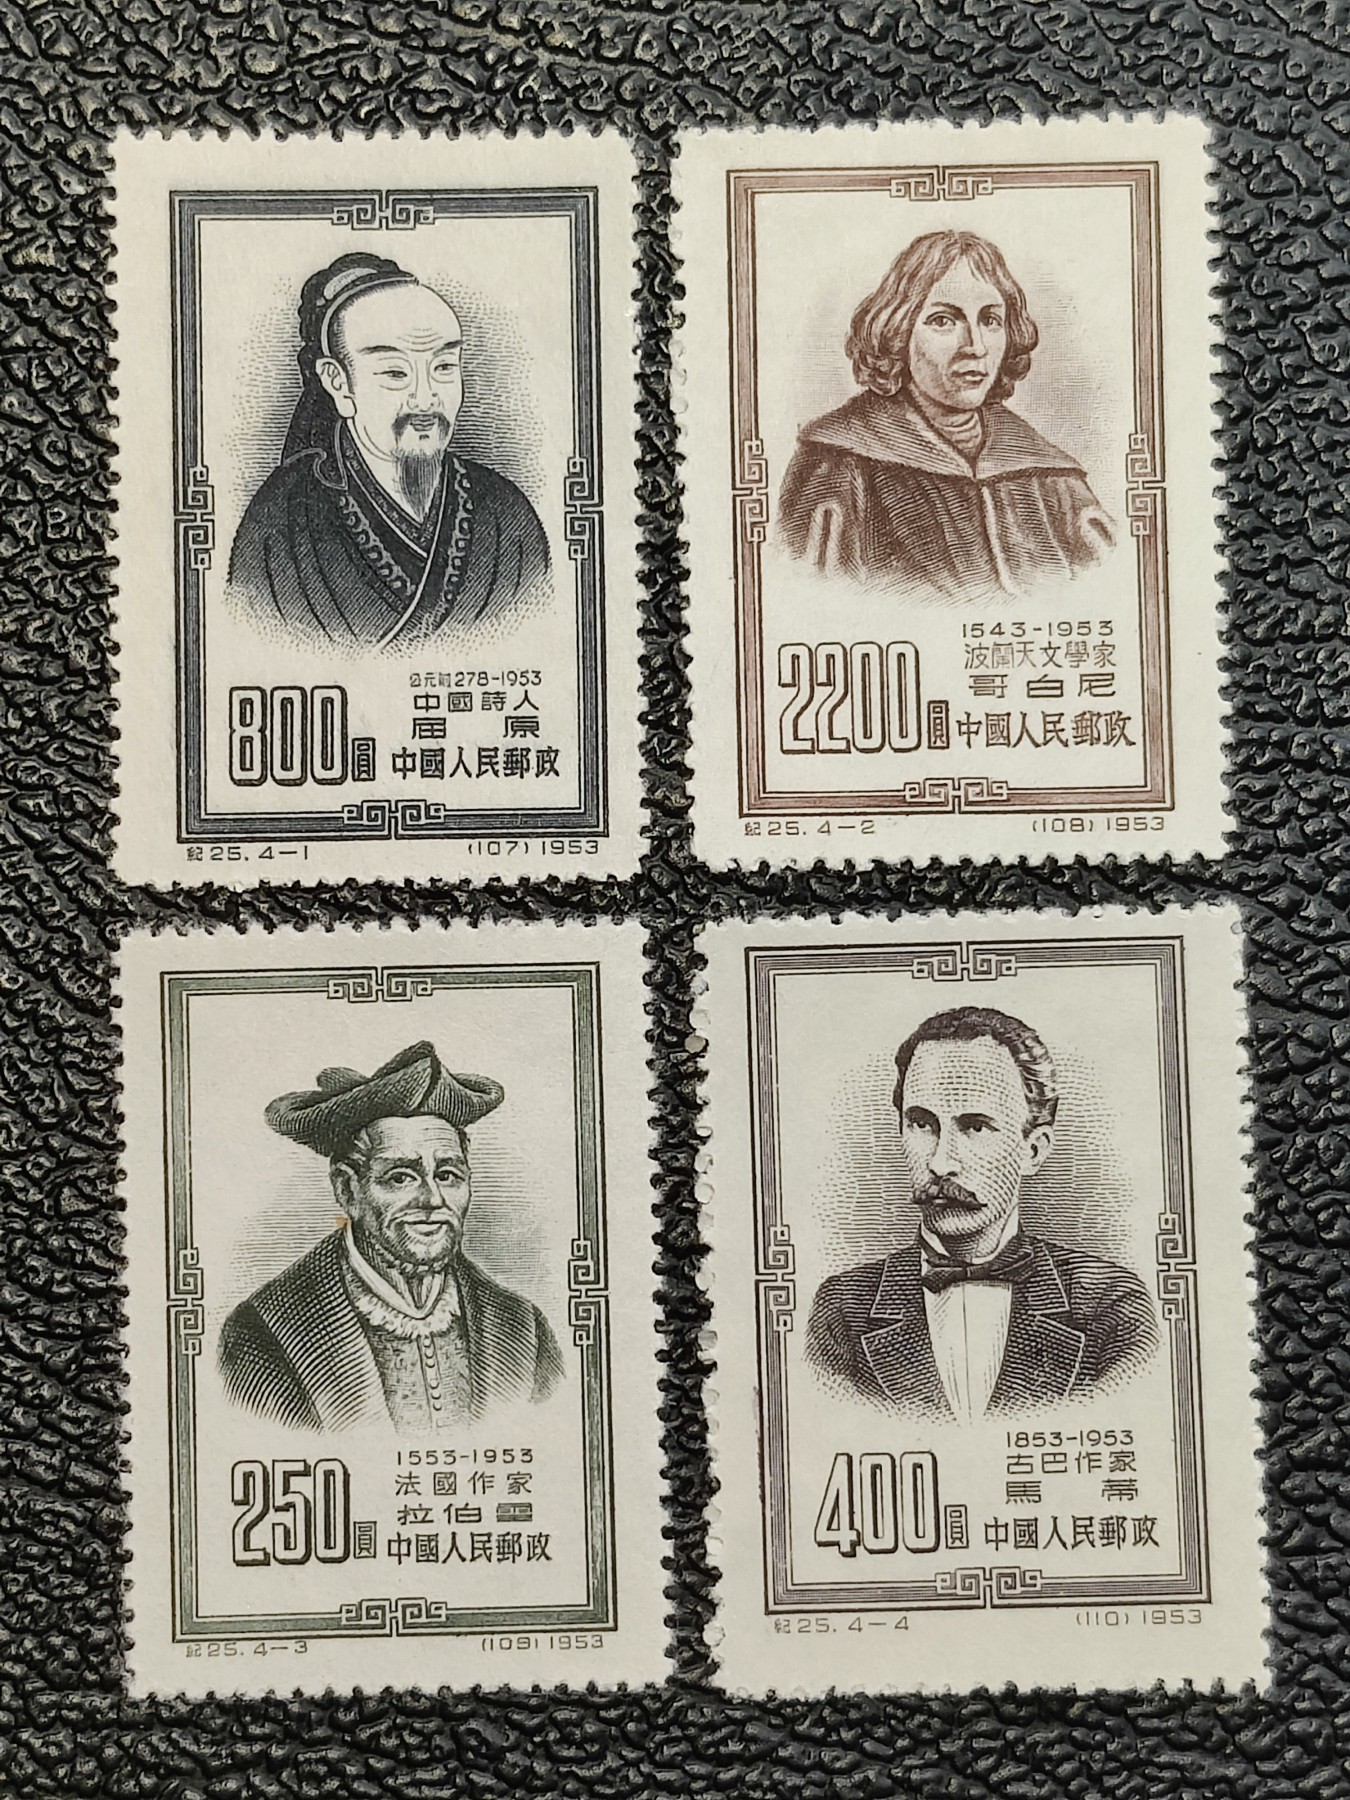 公元前278-1953
中國詩人
屈原
800圓 中國人民郵政
紀25. 4-1 (107) 1953
1543-1953
波蘭天文學家
哥白尼
2200圓 中國人民郵政
紀25. 4-2 (108) 1953
1553-1953
法國作家
拉伯雷
250圓 中國人民郵政
紀25. 4-3 (109) 1953
1853-1953
古巴作家
馬蒂
400圓 中國人民郵政
紀25. 4-4 (110) 1953